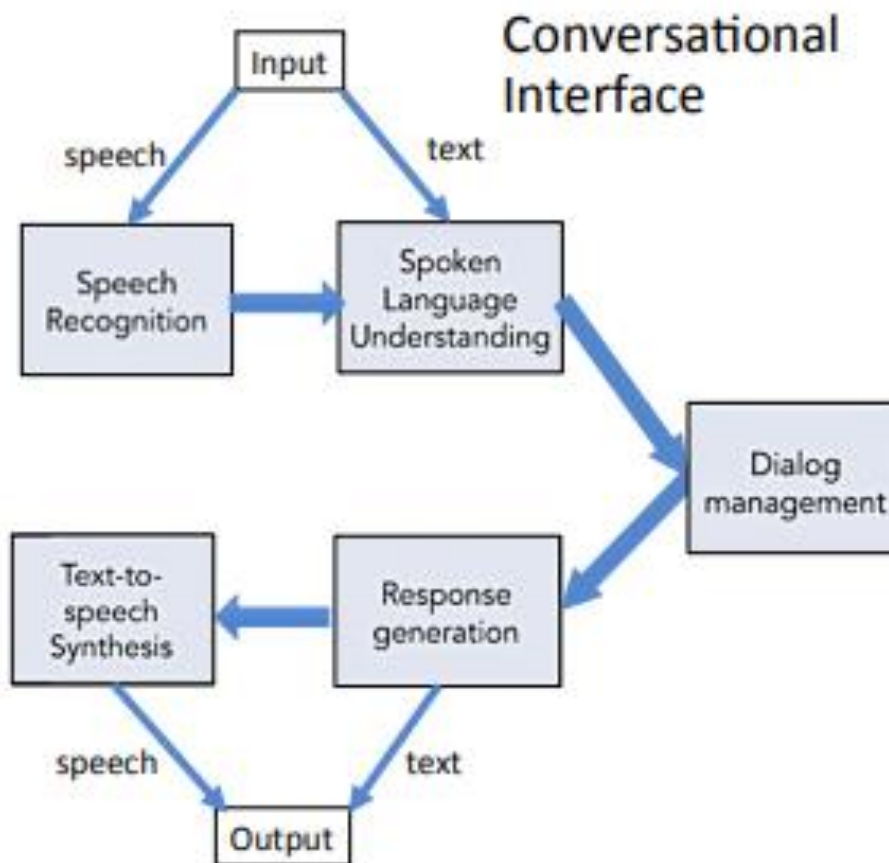 Conversational
Interface
Input
speech
text
Speech
Recognition
Spoken
Language
Understanding
Dialog
management
Text-to-
speech
Synthesis
Response
generation
speech
text
Output